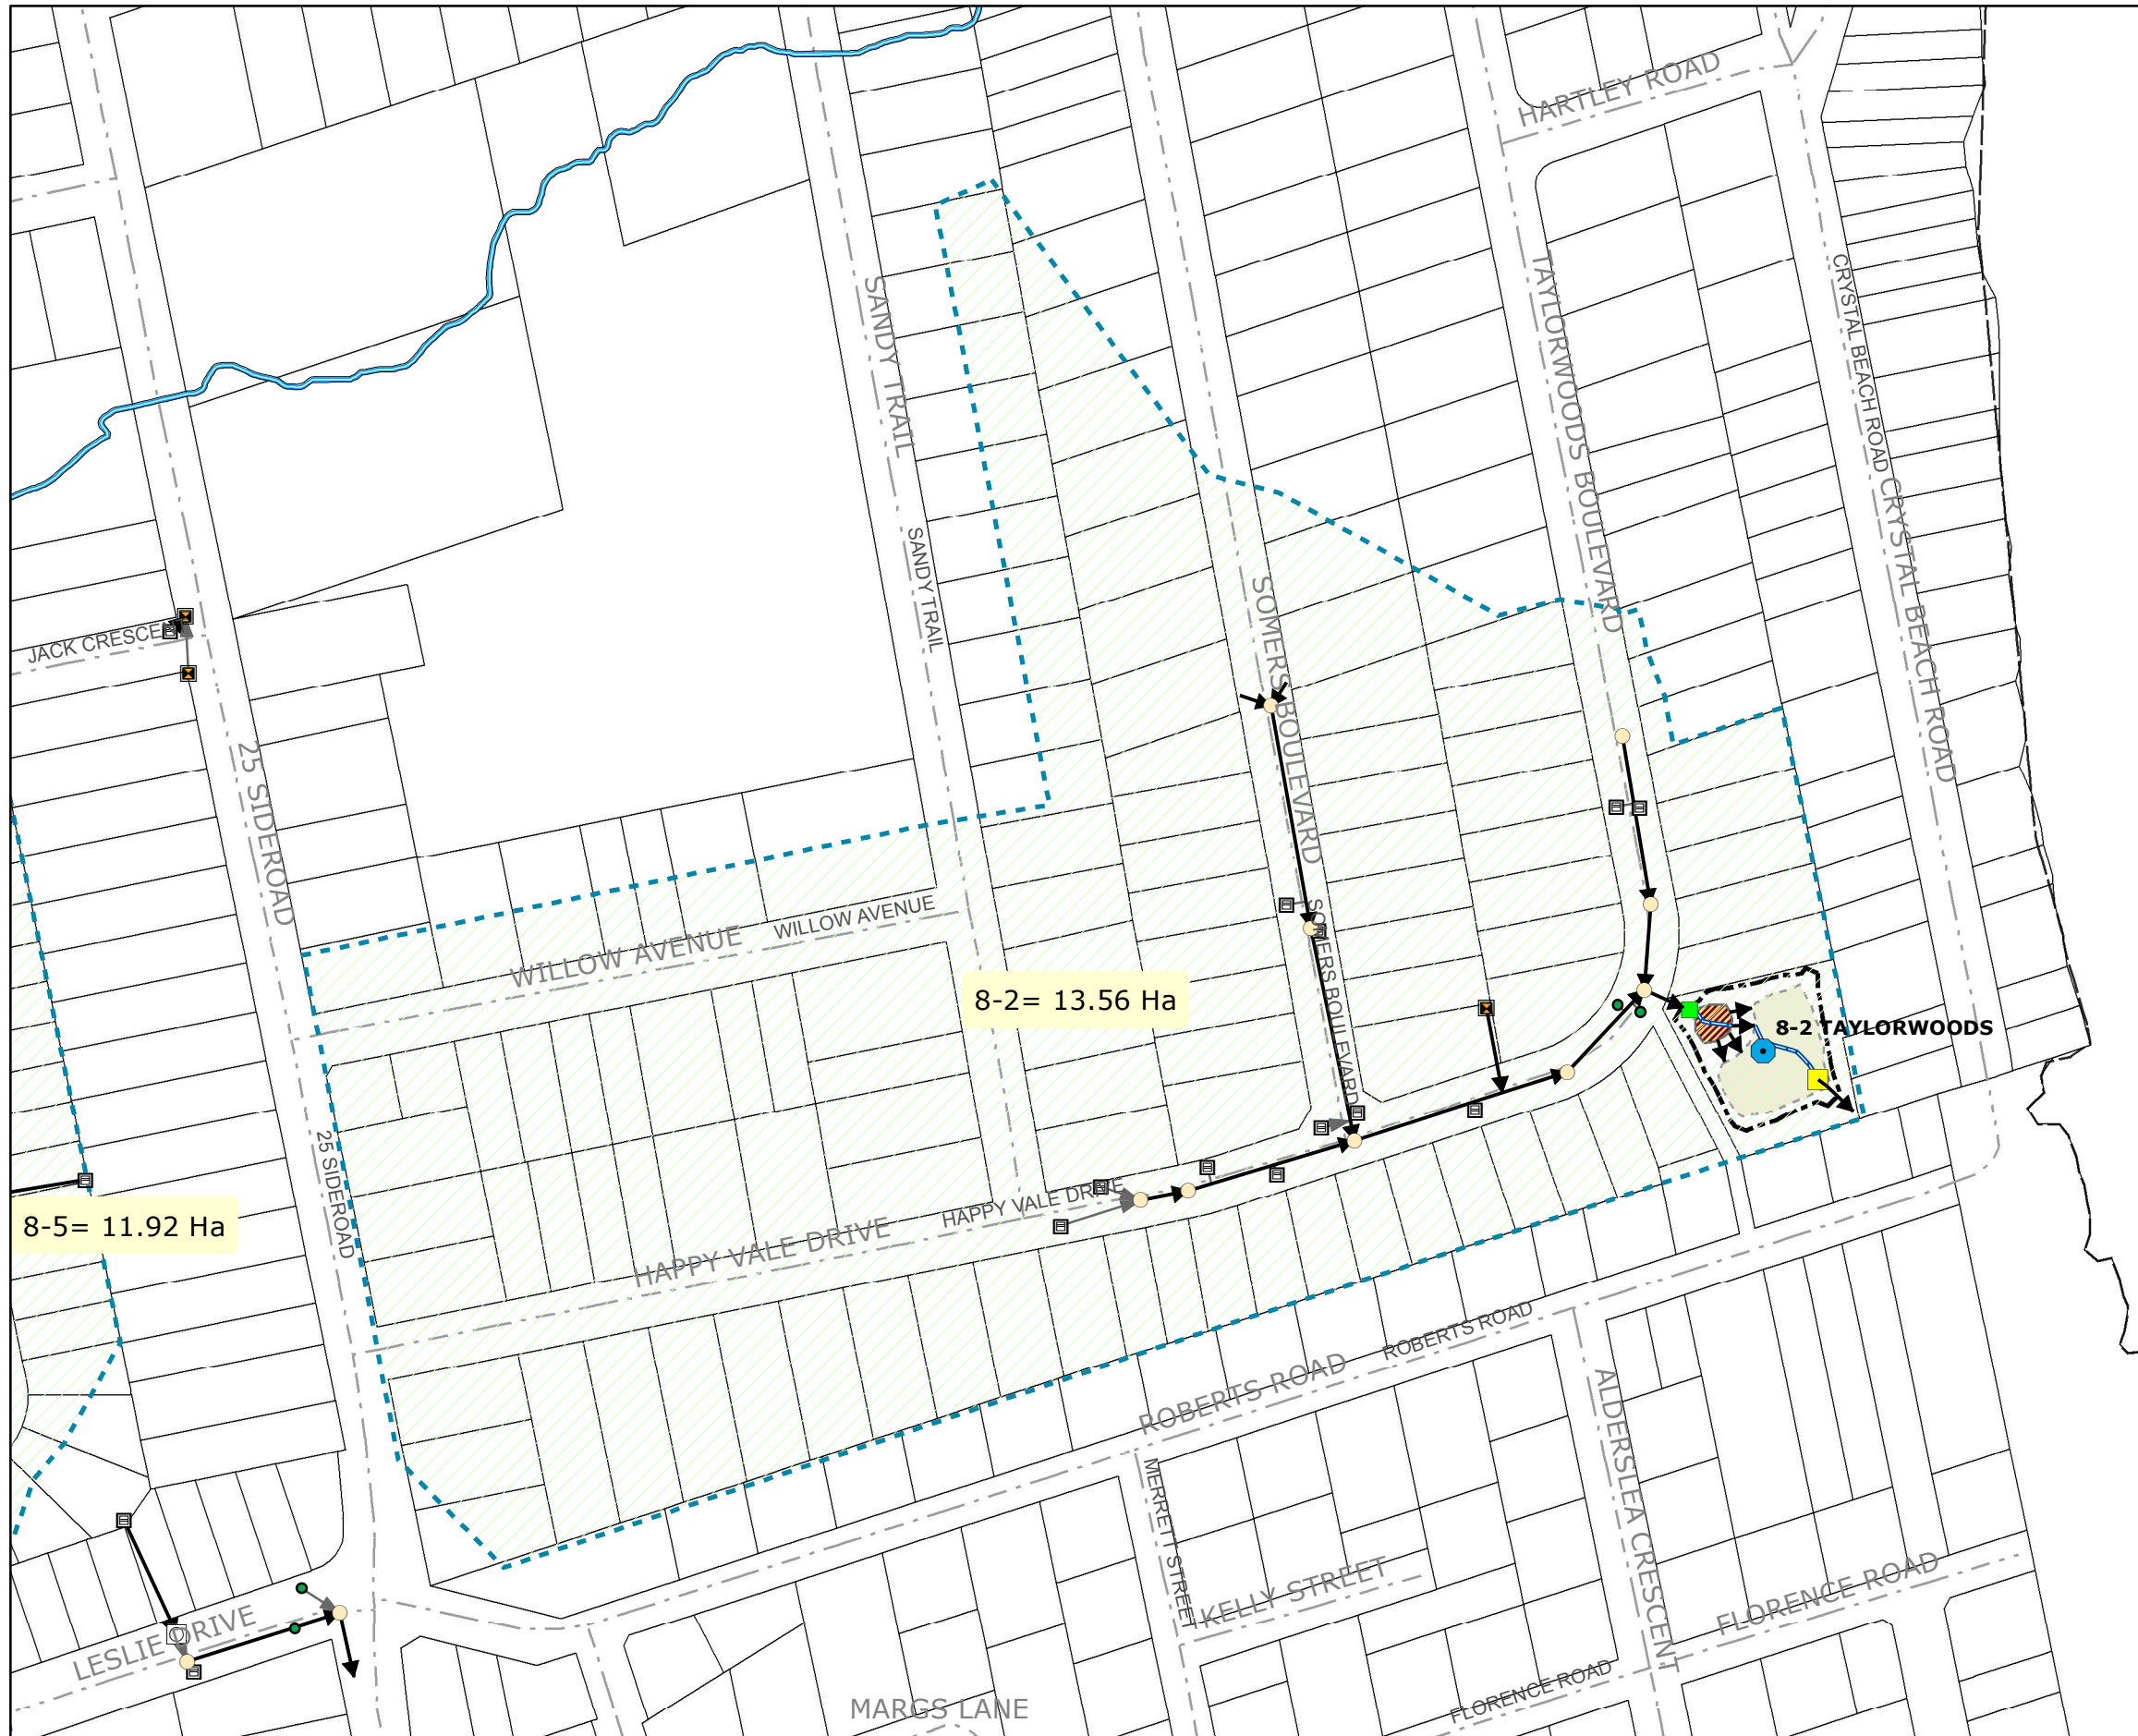 HARTLEY ROAD
SANDY TRAIL
TAYLORWOODS BOULEVARD
CRYSTAL BEACH ROAD
CRYSTAL BEACH ROAD
SANDY TRAIL
JACK CRESCE
SOMERS BOULEVARD
25 SIDEROAD
WILLOW AVENUE
WILLOW AVENUE
SOMERS BOULEVARD
8-2= 13.56 Ha
8-2 TAYLORWOODS
25 SIDEROAD
HAPPY VALE DRIVE
8-5= 11.92 Ha
HAPPY VALE DRIVE
ROBERTS ROAD
ROBERTS ROAD
ALDERSLEA CRESCENT
MERRET STREET
KELLY STREET
FLORENCE ROAD
LESLIE DRIVE
FLORENCE ROAD
MARGS LANE